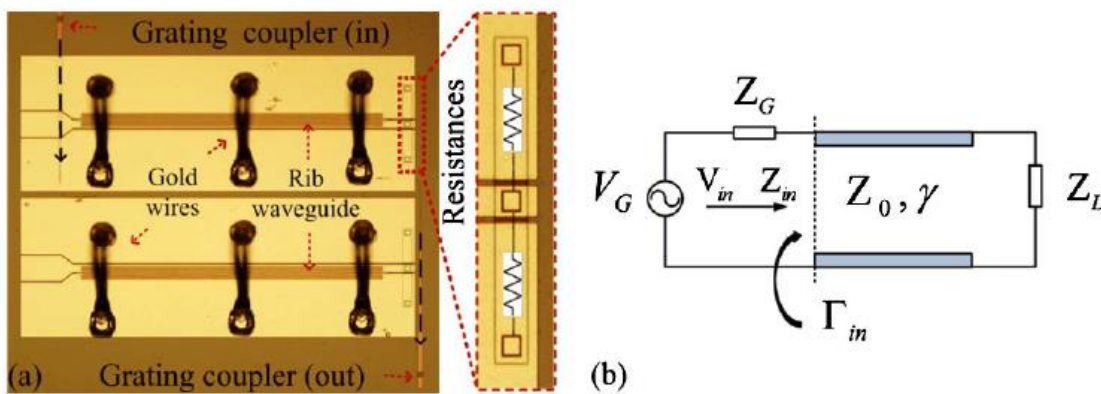 Grating coupler (in)
Gold
wires
Rib
waveguide
(a)
Grating coupler (out)
Resistances
Z_G
V_G
V_in
Z_in
Z_0 , γ
Z_L
Γ_in
(b)